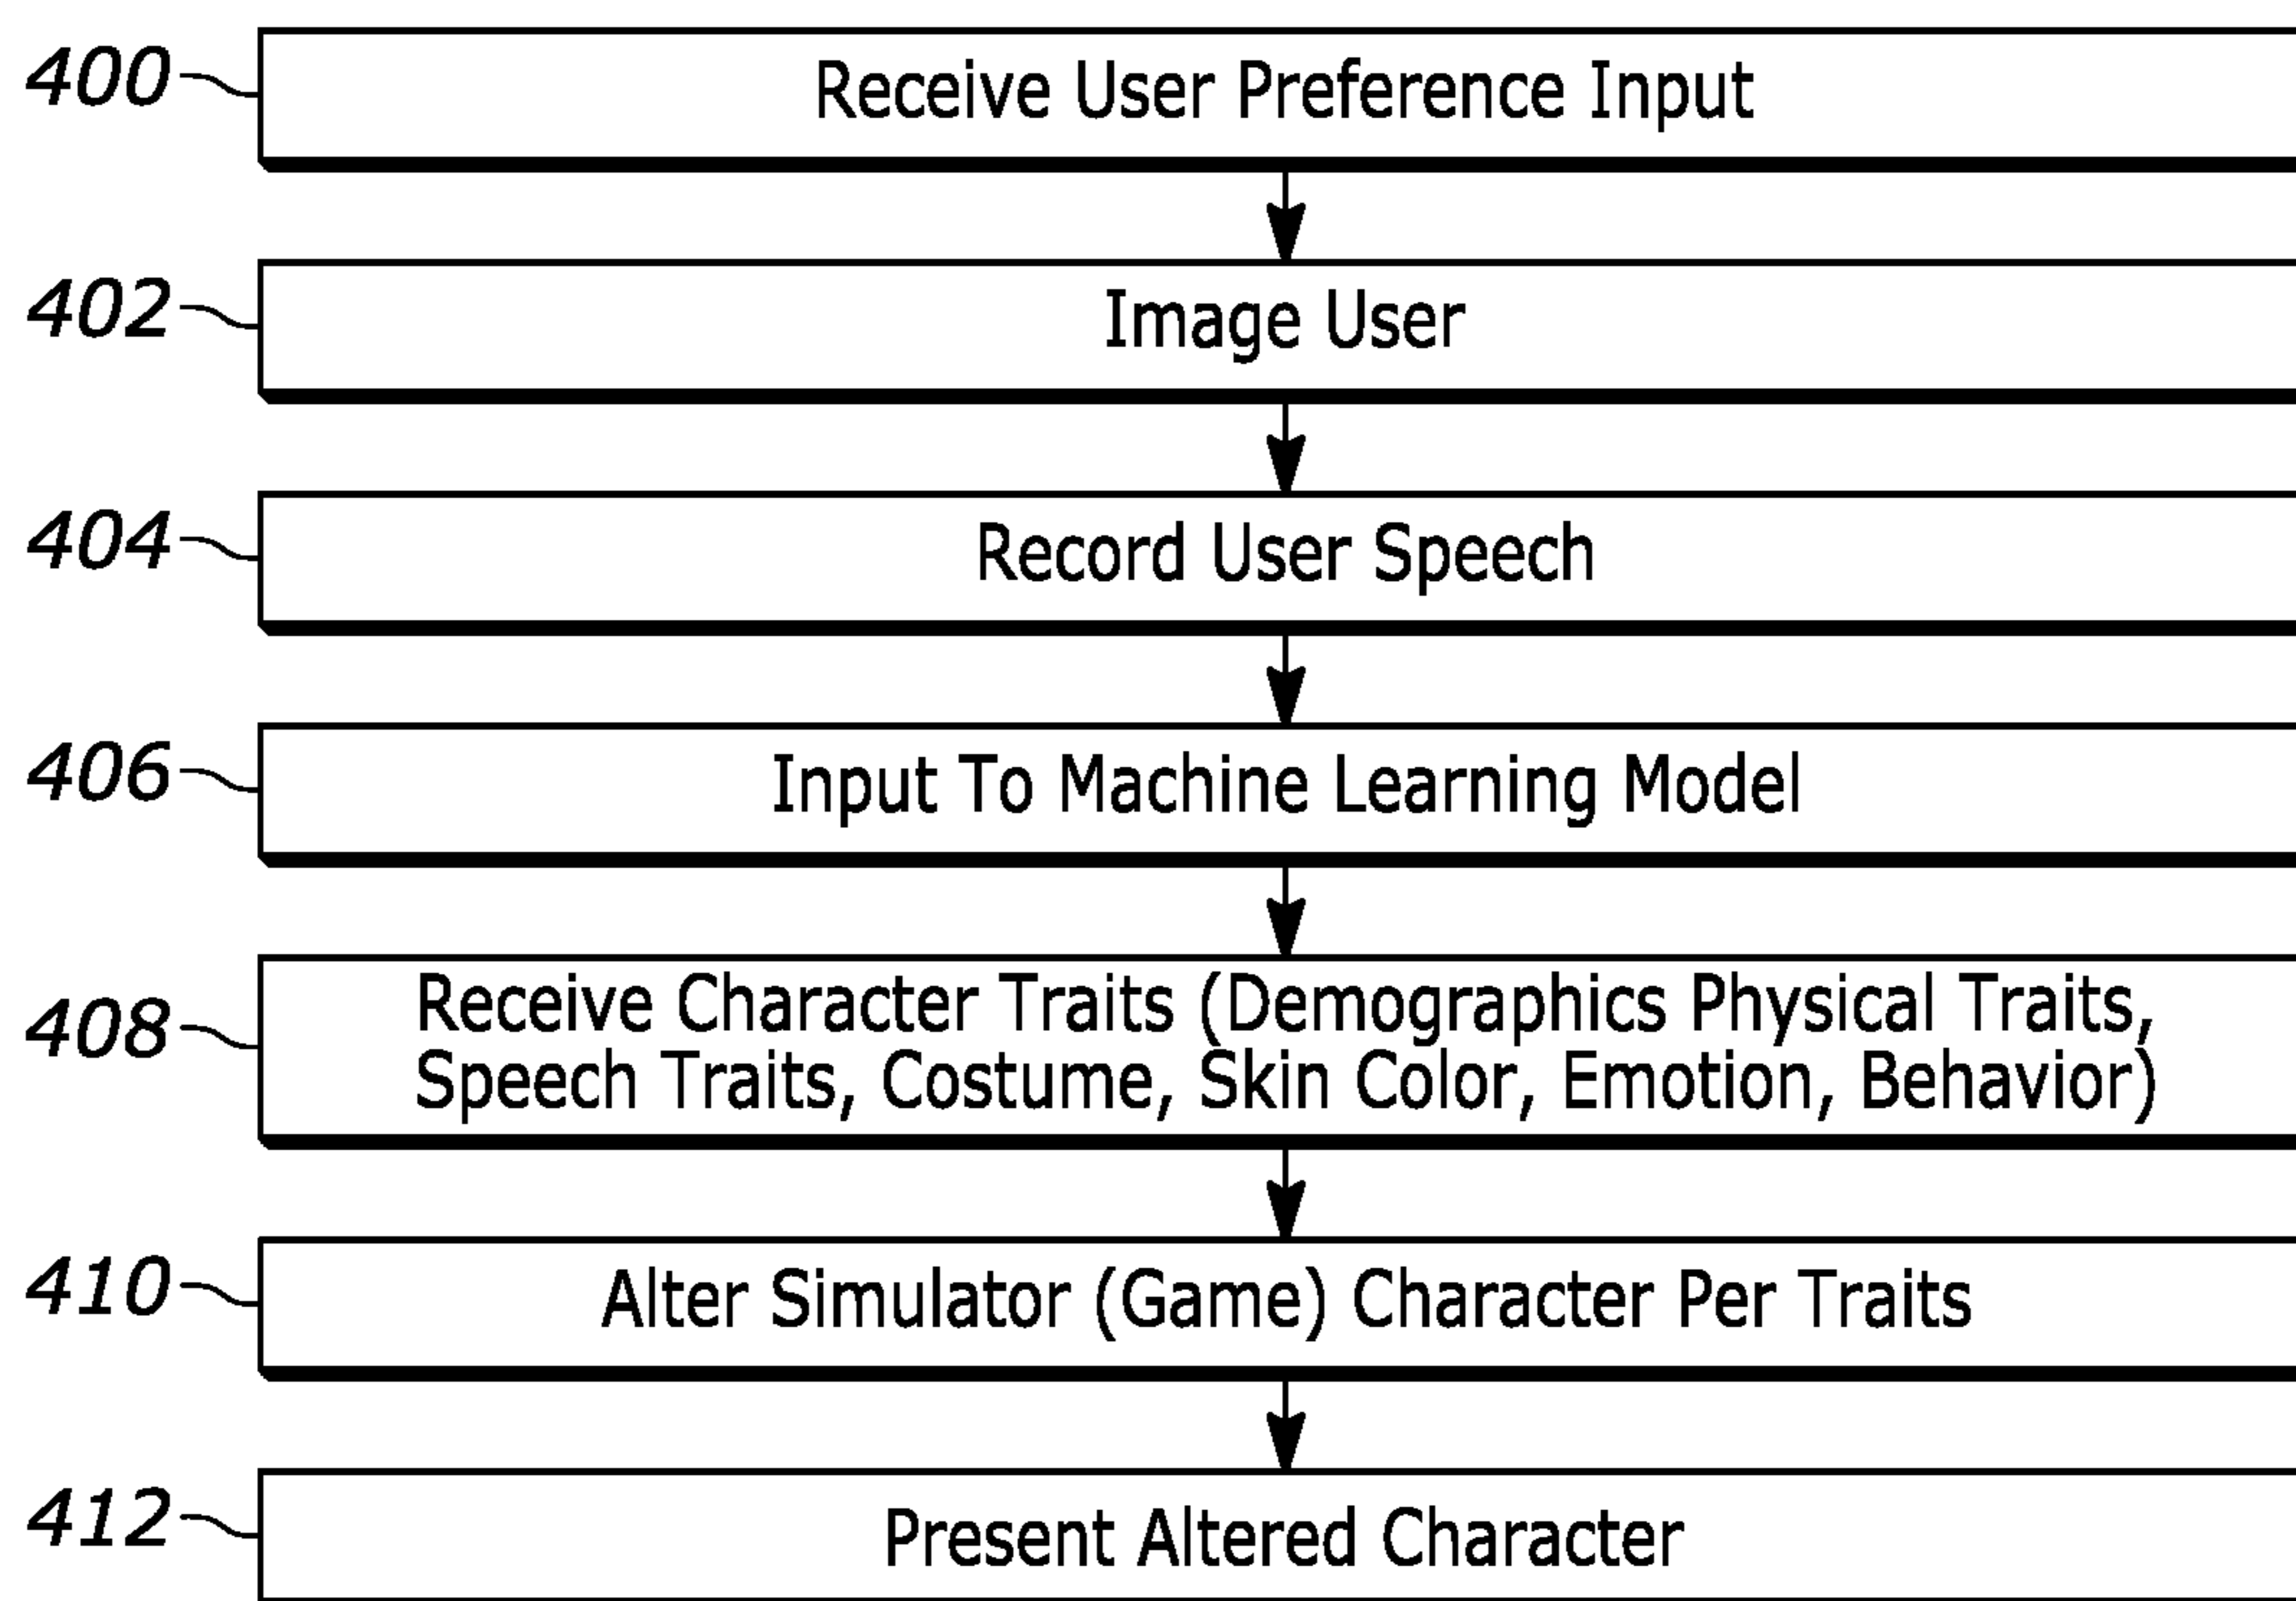 400 Receive User Preference Input
402 Image User
404 Record User Speech
406 Input To Machine Learning Model
408 Receive Character Traits (Demographics Physical Traits,
Speech Traits, Costume, Skin Color, Emotion, Behavior)
410 Alter Simulator (Game) Character Per Traits
412 Present Altered Character